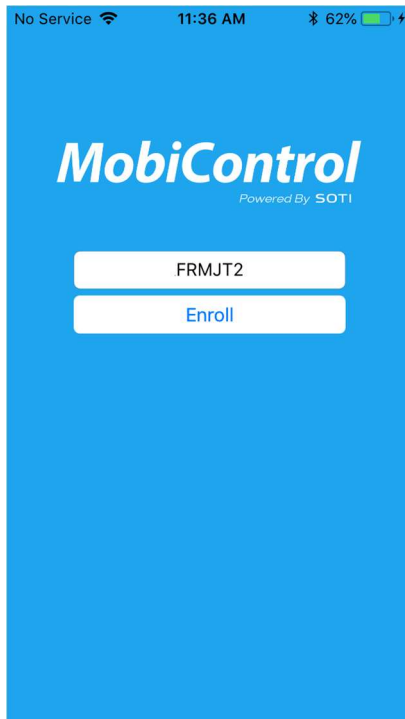 No Service 11:36 AM 62%
MobiControl
Powered By SOTI
FRMJT2
Enroll